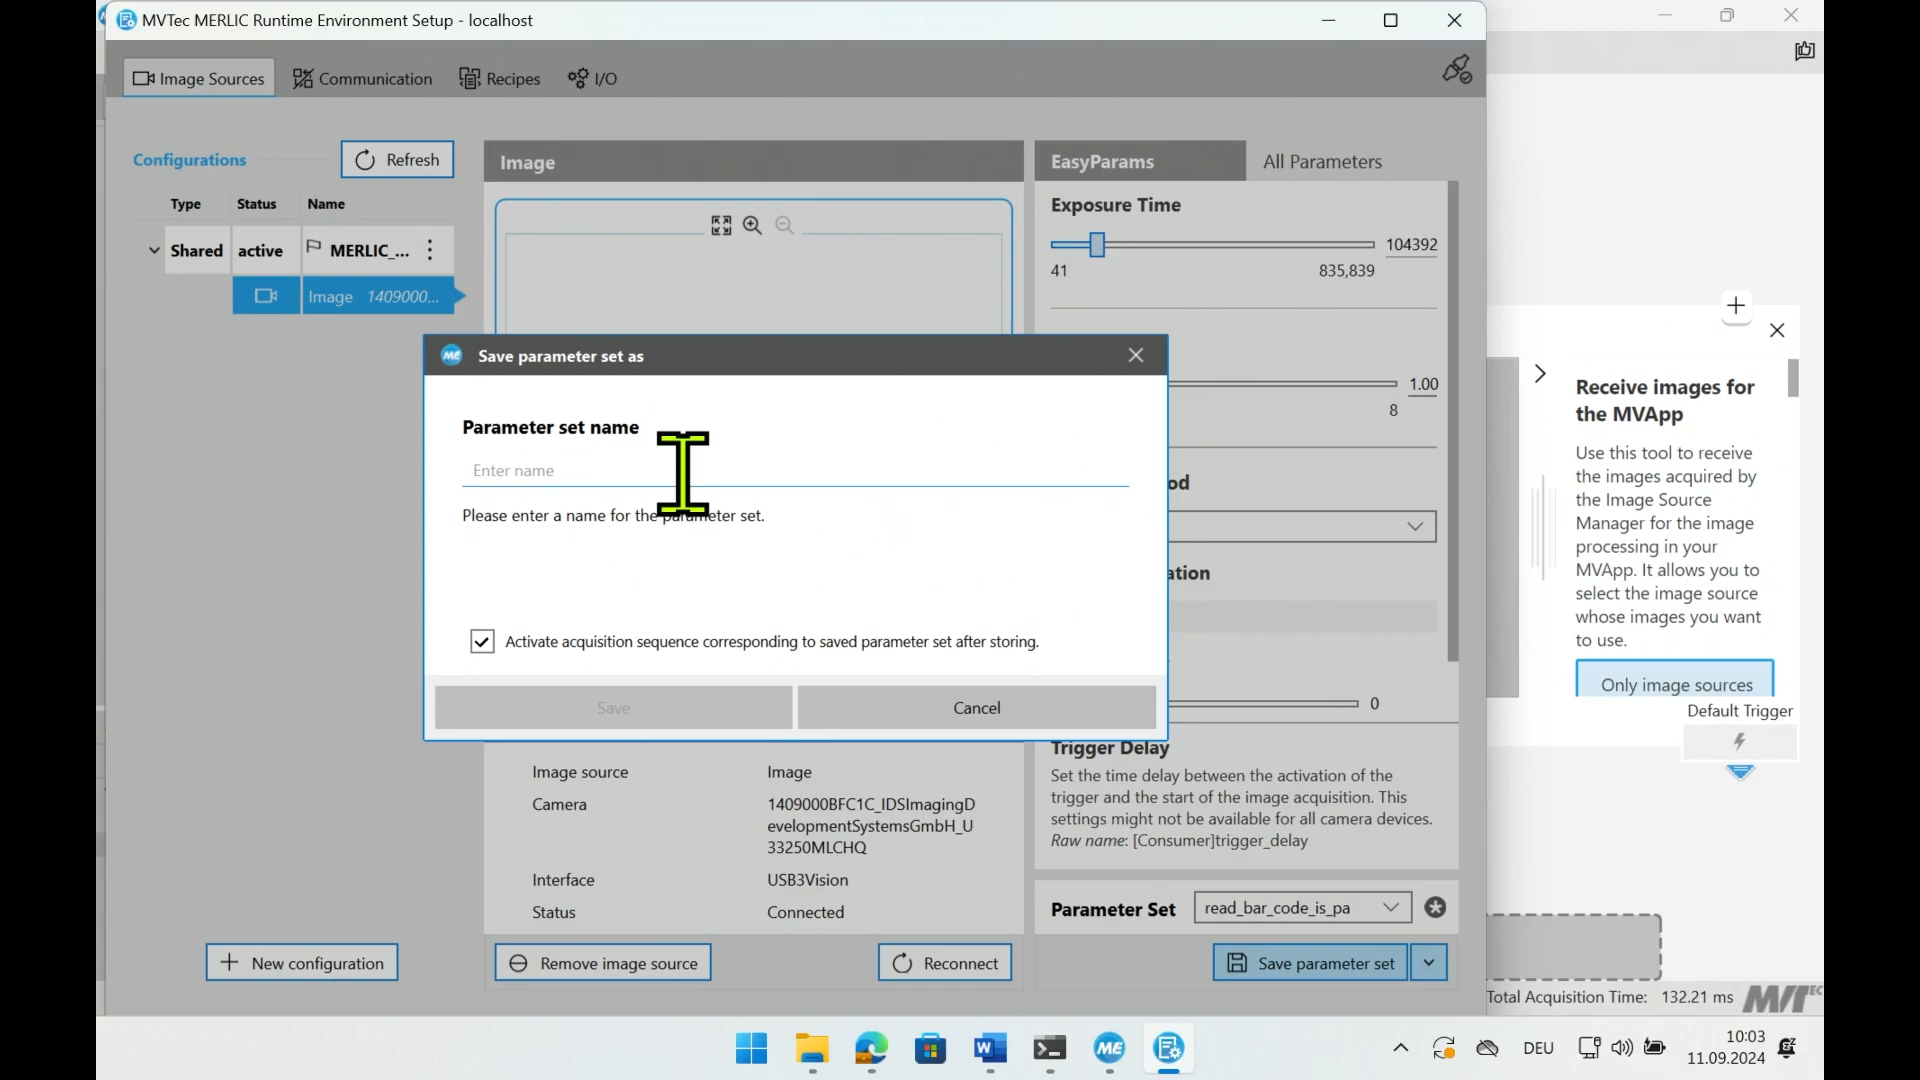 MVTec MERLIC Runtime Environment Setup - localhost
Image Sources
Communication
Recipes
I/O
Configurations
Refresh
Type
Status
Name
Shared
active
MERLIC_...
Image 1409000...
Image
EasyParams
All Parameters
Exposure Time
104392
41
835,839
1.00
8
0
ME
Save parameter set as
Parameter set name
Enter name
Please enter a name for the parameter set.
Activate acquisition sequence corresponding to saved parameter set after storing.
Save
Cancel
Image source
Image
Camera
1409000BFC1C_IDSImagingD
evelopmentSystemsGmbH_U
33250MLCHQ
Interface
USB3Vision
Status
Connected
Trigger Delay
Set the time delay between the activation of the
trigger and the start of the image acquisition. This
settings might not be available for all camera devices.
Raw name: [Consumer]trigger_delay
Parameter Set
read_bar_code_is_pa
New configuration
Remove image source
Reconnect
Save parameter set
Receive images for
the MVApp
Use this tool to receive
the images acquired by
the Image Source
Manager for the image
processing in your
MVApp. It allows you to
select the image source
whose images you want
to use.
Only image sources
Default Trigger
Total Acquisition Time: 132.21 ms
W
ME
DEU
10:03
11.09.2024